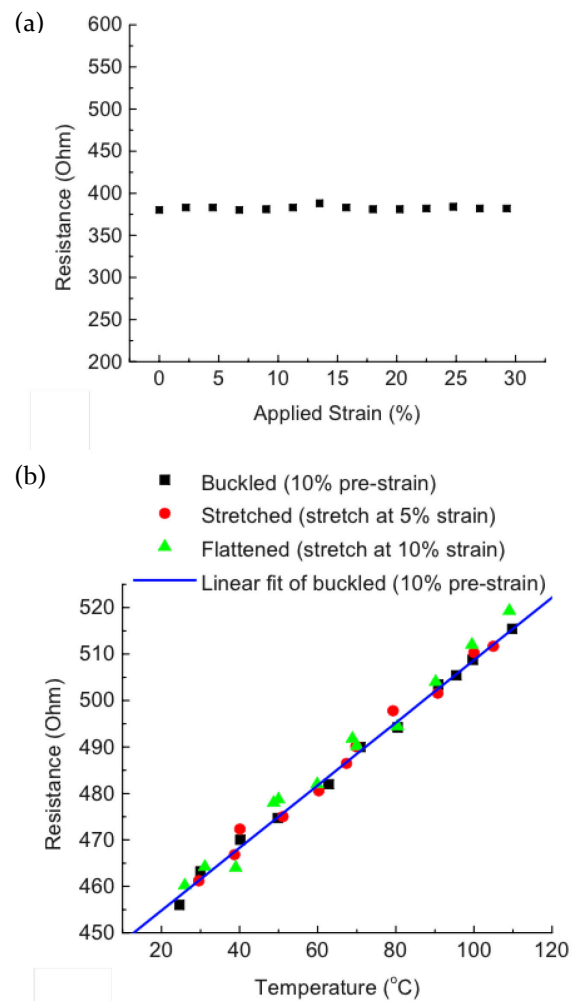 (a)
600
550
500
450
400
350
300
250
200
Resistance (Ohm)
0 5 10 15 20 25 30
Applied Strain (%)
(b)
Buckled (10% pre-strain)
Stretched (stretch at 5% strain)
Flattened (stretch at 10% strain)
Linear fit of buckled (10% pre-strain)
520
510
500
490
480
470
460
450
Resistance (Ohm)
20 40 60 80 100 120
Temperature (°C)